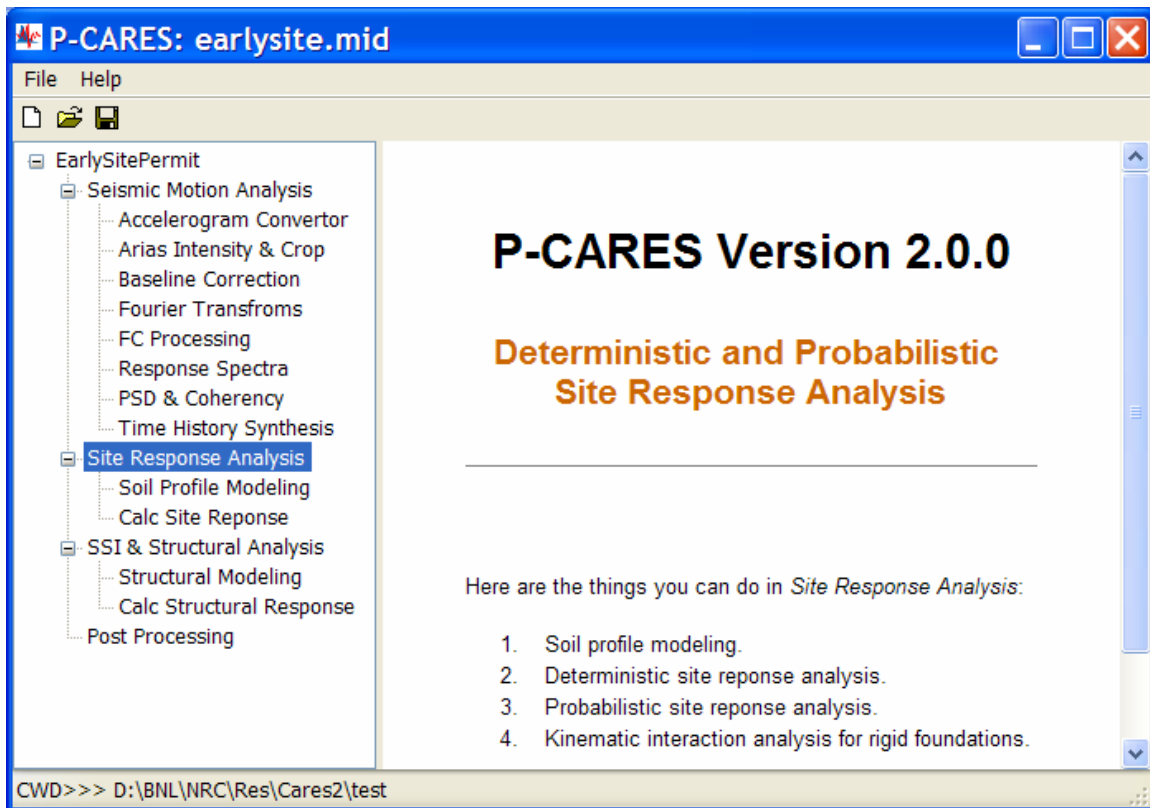 P-CARES: earlysite.mid
File Help
EarlySitePermit
Seismic Motion Analysis
Accelerogram Convertor
Arias Intensity & Crop
Baseline Correction
Fourier Transfroms
FC Processing
Response Spectra
PSD & Coherency
Time History Synthesis
Site Response Analysis
Soil Profile Modeling
Calc Site Reponse
SSI & Structural Analysis
Structural Modeling
Calc Structural Response
Post Processing
P-CARES Version 2.0.0
Deterministic and Probabilistic
Site Response Analysis
Here are the things you can do in Site Response Analysis:
1. Soil profile modeling.
2. Deterministic site reponse analysis.
3. Probabilistic site reponse analysis.
4. Kinematic interaction analysis for rigid foundations.
CWD>>> D:\BNL\NRC\Res\Cares2\test